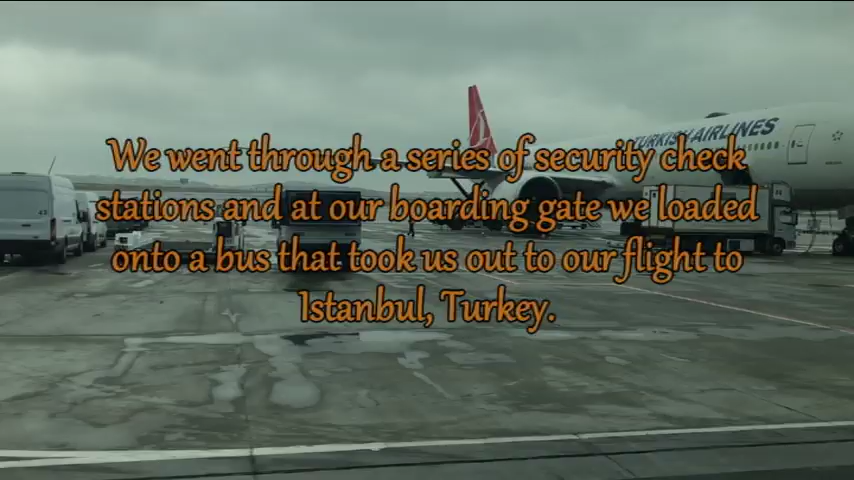 TURKISH AIRLINES
We went through a series of security check
stations and at our boarding gate we loaded
onto a bus that took us out to our flight to
Istanbul, Turkey.